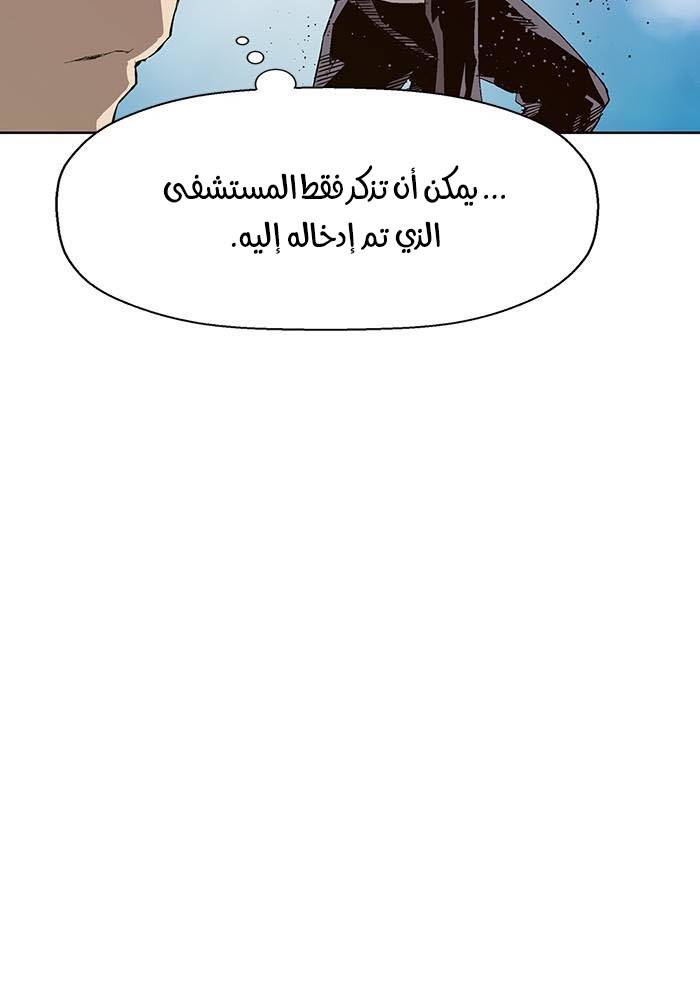 ... يمكن أن تزكر فقط المستشفى
الزي تم إدخاله إليه.